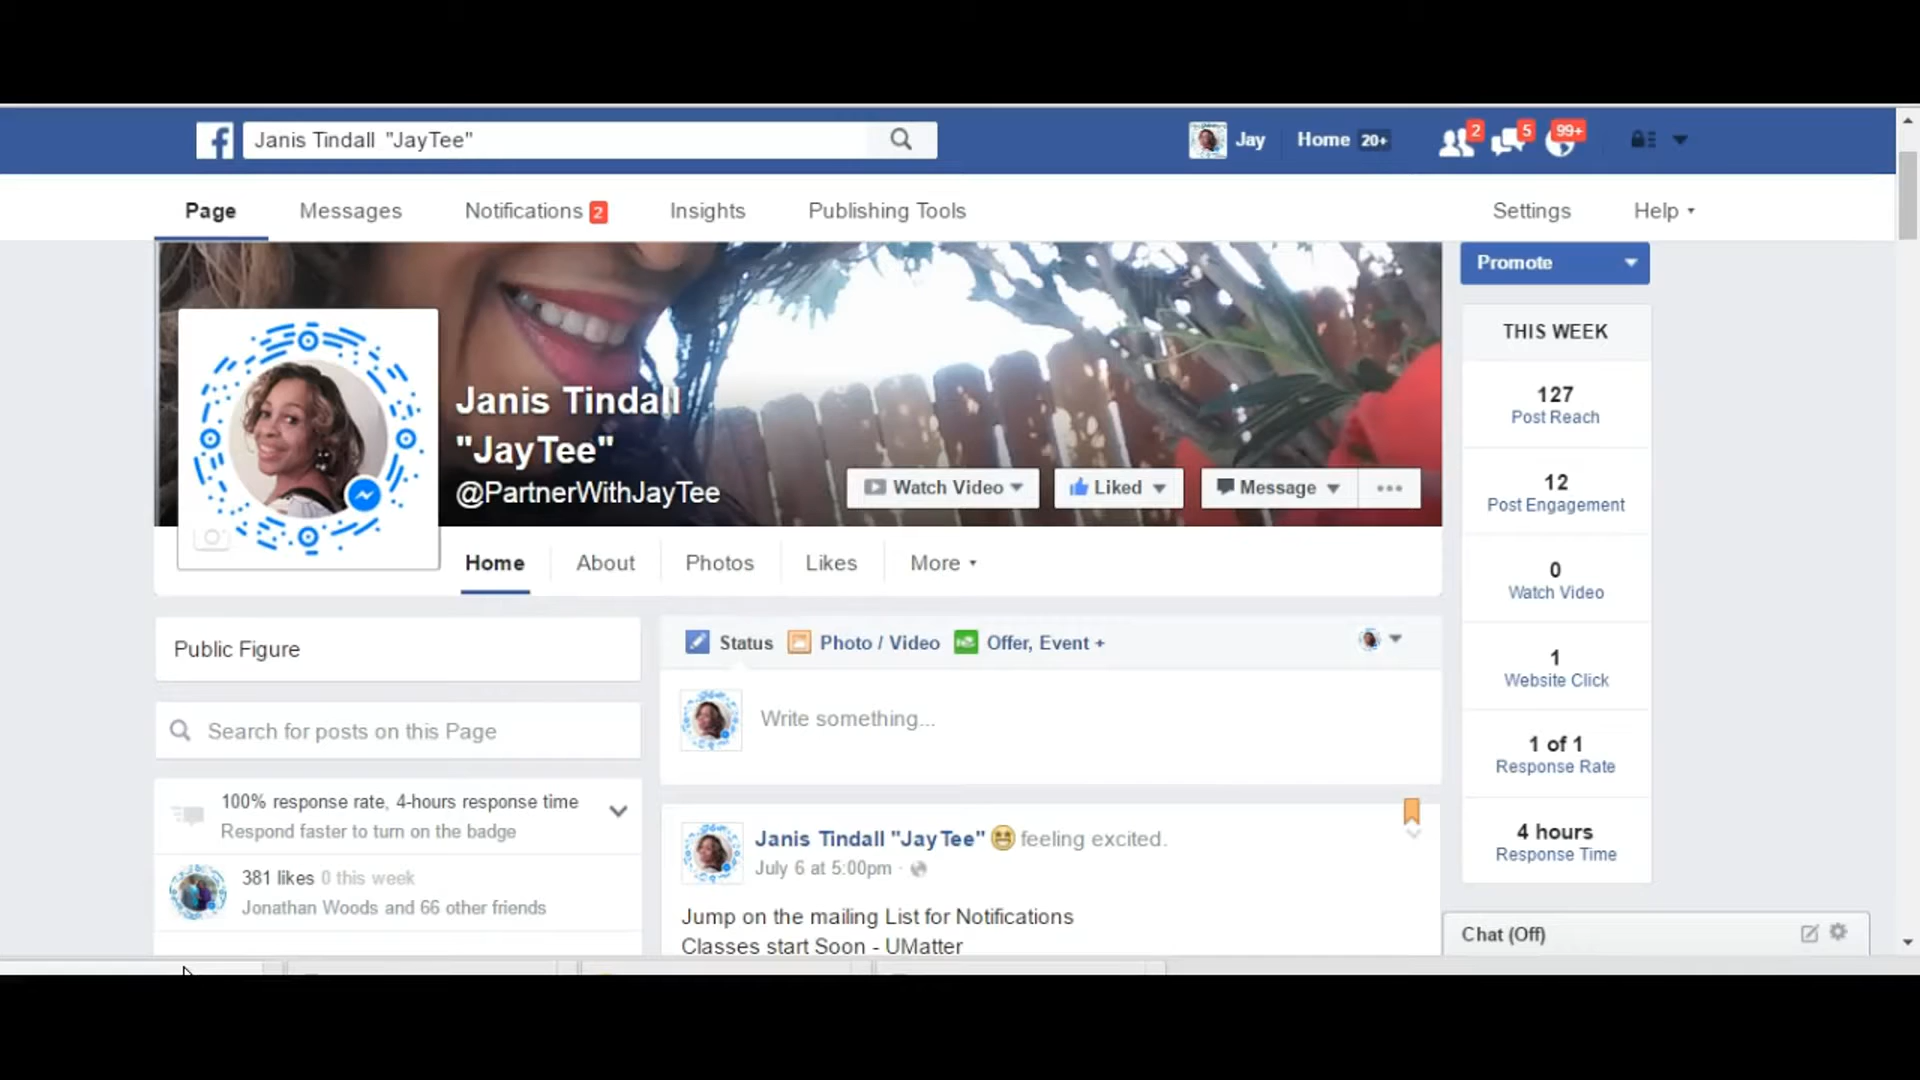 Janis Tindall "JayTee"
Jay
Home 20+
2
5
99+
Page
Messages
Notifications 2
Insights
Publishing Tools
Settings
Help
Promote
Janis Tindall
"JayTee"
@PartnerWithJayTee
Watch Video
Liked
Message
Home
About
Photos
Likes
More
THIS WEEK
127
Post Reach
12
Post Engagement
0
Watch Video
1
Website Click
1 of 1
Response Rate
4 hours
Response Time
Public Figure
Search for posts on this Page
100% response rate, 4-hours response time
Respond faster to turn on the badge
381 likes 0 this week
Jonathan Woods and 66 other friends
Status
Photo / Video
Offer, Event +
Write something...
Janis Tindall "JayTee" feeling excited.
July 6 at 5:00pm ·
Jump on the mailing List for Notifications
Classes start Soon - UMatter
Chat (Off)